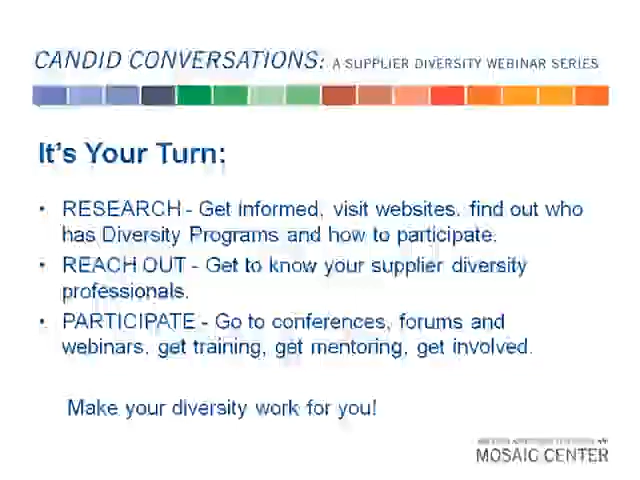 CANDID CONVERSATIONS: A SUPPLIER DIVERSITY WEBINAR SERIES
It's Your Turn:
• RESEARCH - Get informed, visit websites, find out who
has Diversity Programs and how to participate.
• REACH OUT - Get to know your supplier diversity
professionals.
• PARTICIPATE - Go to conferences, forums and
webinars, get training, get mentoring, get involved.
Make your diversity work for you!
MOSAIC CENTER